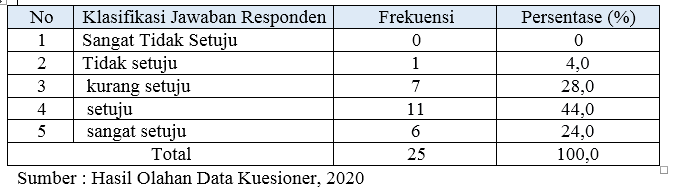 No Klasifikasi Jawaban Responden Frekuensi Persentase (%)
1 Sangat Tidak Setuju 0 0
2 Tidak setuju 1 4,0
3 kurang setuju 7 28,0
4 setuju 11 44,0
5 sangat setuju 6 24,0
Total 25 100,0
Sumber : Hasil Olahan Data Kuesioner, 2020